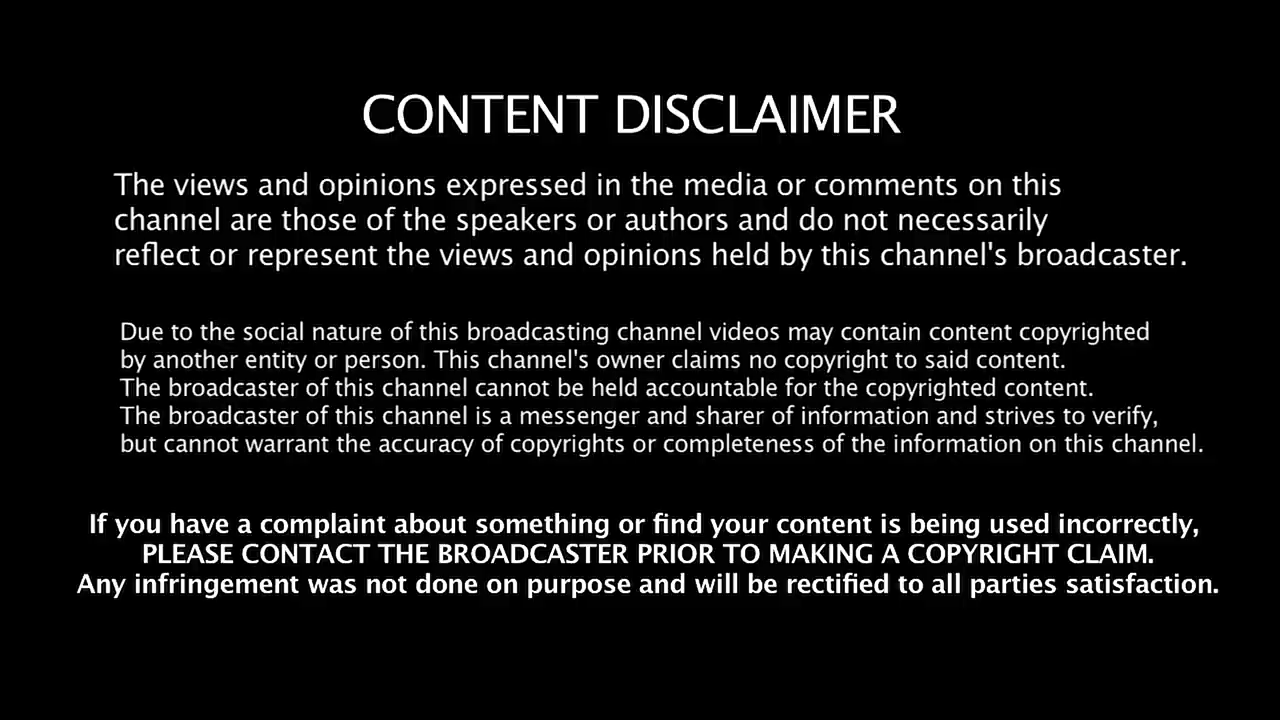 CONTENT DISCLAIMER
The views and opinions expressed in the media or comments on this
channel are those of the speakers or authors and do not necessarily
reflect or represent the views and opinions held by this channel's broadcaster.
Due to the social nature of this broadcasting channel videos may contain content copyrighted
by another entity or person. This channel's owner claims no copyright to said content.
The broadcaster of this channel cannot be held accountable for the copyrighted content.
The broadcaster of this channel is a messenger and sharer of information and strives to verify,
but cannot warrant the accuracy of copyrights or completeness of the information on this channel.
If you have a complaint about something or find your content is being used incorrectly,
PLEASE CONTACT THE BROADCASTER PRIOR TO MAKING A COPYRIGHT CLAIM.
Any infringement was not done on purpose and will be rectified to all parties satisfaction.